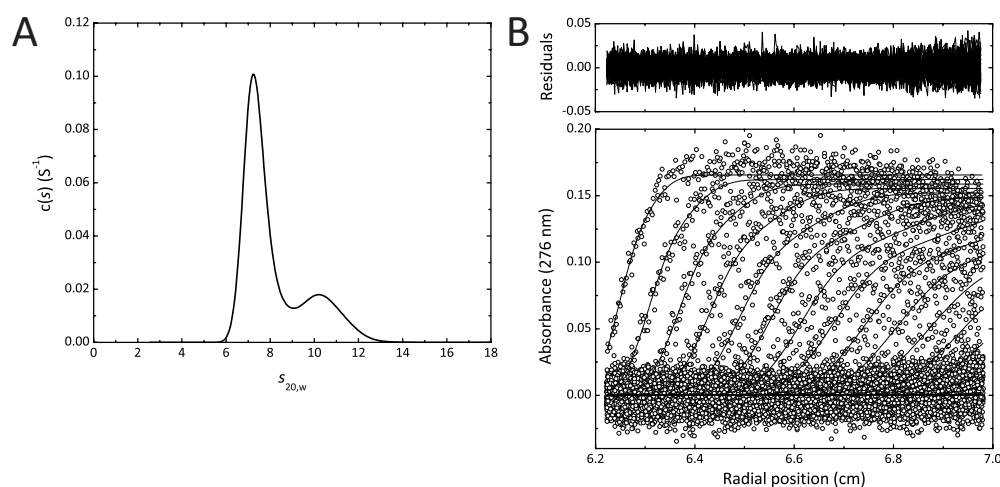 A
B
0.12
0.10
0.08
0.06
0.04
0.02
0.00
c(s) (S⁻¹)
0 2 4 6 8 10 12 14 16 18
s20,w
0.05
0.00
-0.05
Residuals
0.20
0.15
0.10
0.05
0.00
Absorbance (276 nm)
6.2 6.4 6.6 6.8 7.0
Radial position (cm)